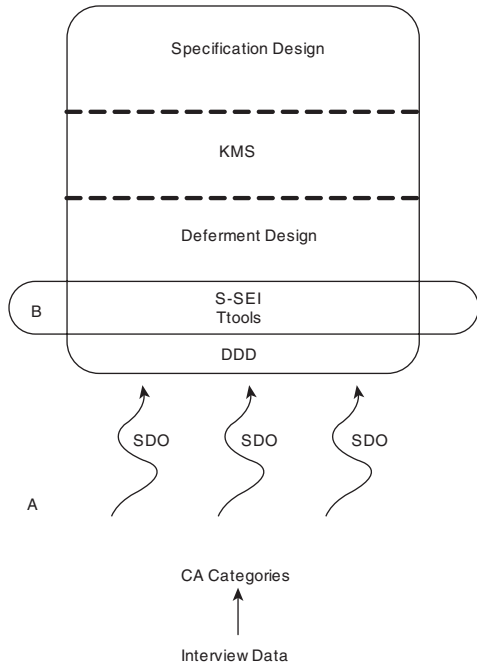 Specification Design
KMS
Deferment Design
B
S-SEI
Ttools
DDD
SDO SDO SDO
A
CA Categories
Interview Data